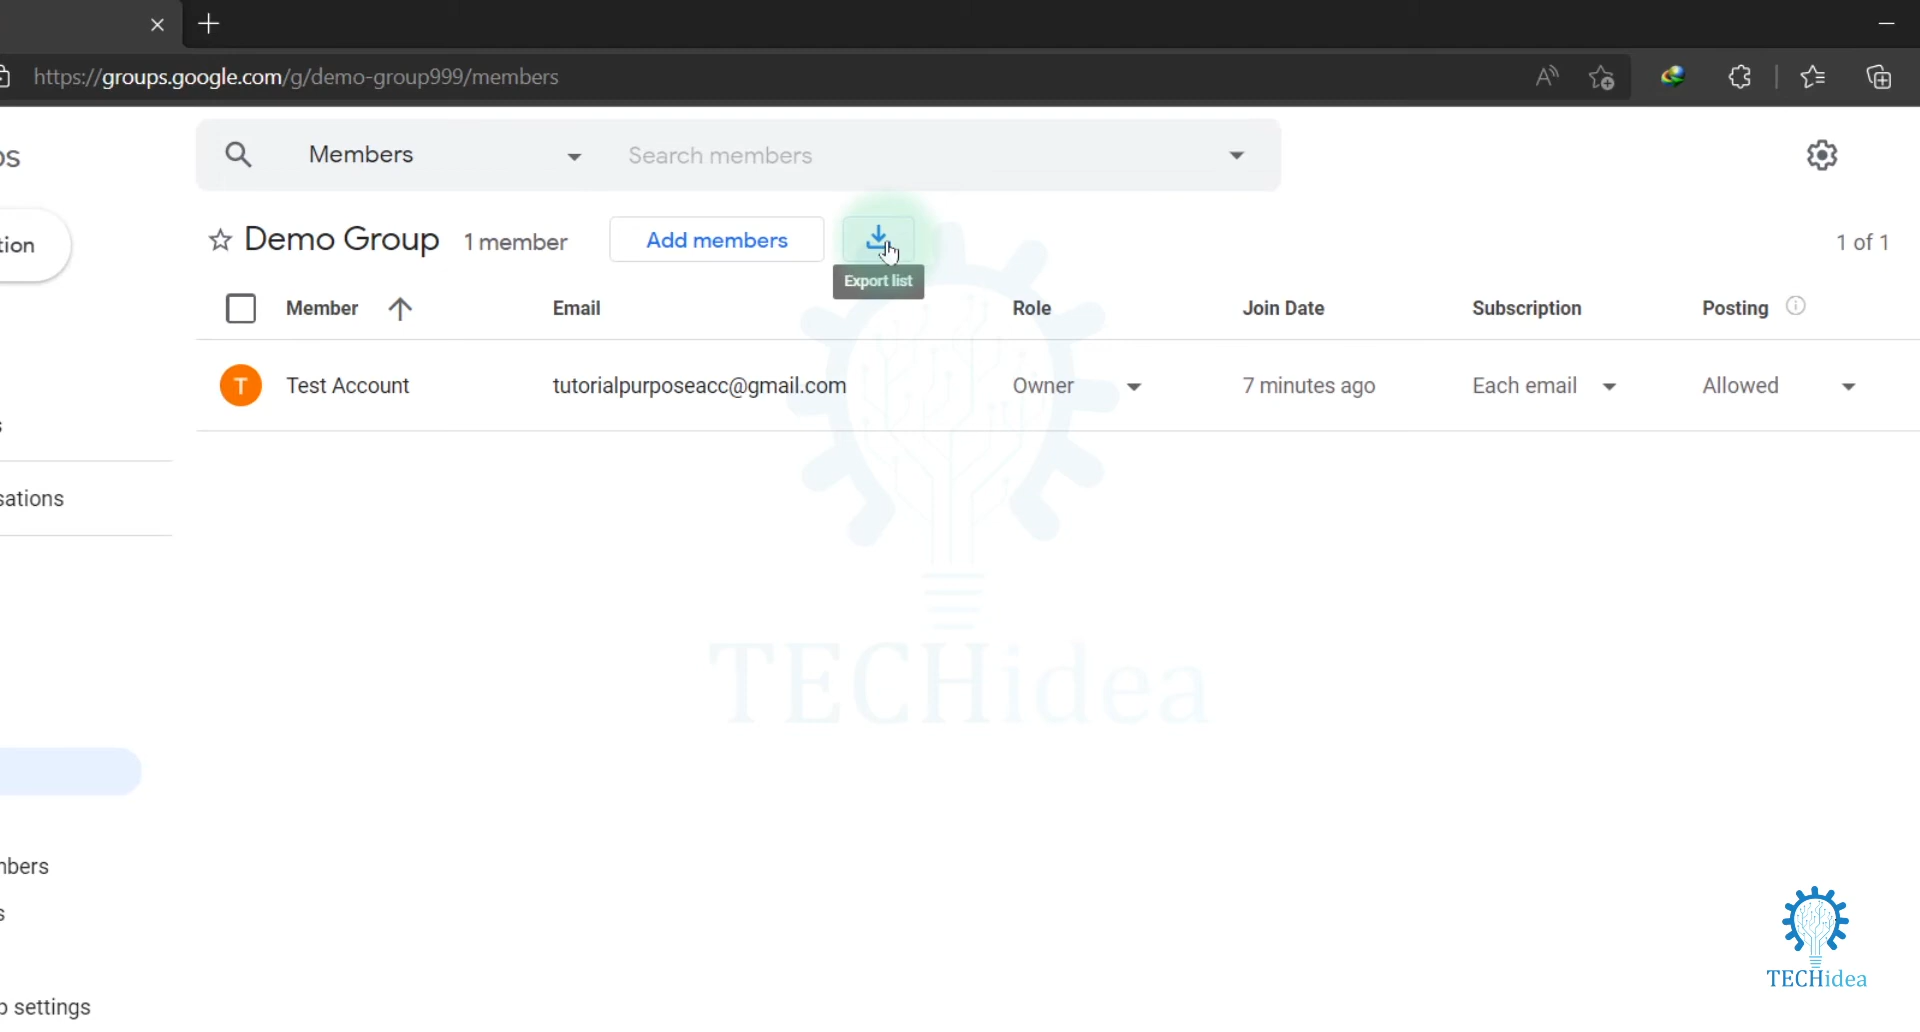 https://groups.google.com/g/demo-group999/members
Members
Search members
tion
Demo Group
1 member
Add members
1 of 1
Export list
Member
Email
Role
Join Date
Subscription
Posting
T
Test Account
tutorialpurposeacc@gmail.com
Owner
7 minutes ago
Each email
Allowed
sations
TECHidea
TECHidea
settings